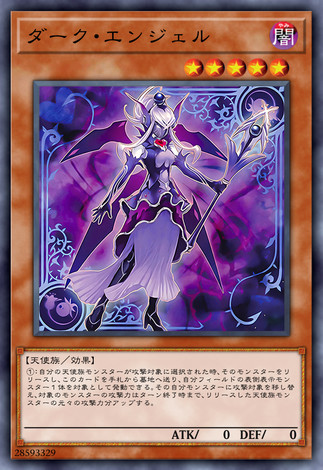 ダーク・エンジェル
闇
やみ
【天使族/効果】
①:自分の天使族モンスターが攻撃対象に選択された時、そのモンスターをリ
リースし、このカードを手札から墓地へ送り、自分フィールドの表側表示モン
スター1体を対象として発動できる。その自分モンスターに攻撃対象を移し替
え、対象のモンスターの攻撃力はターン終了時まで、リリースした天使族モン
スターの元々の攻撃力分アップする。
ATK/ 0 DEF/ 0
28593329